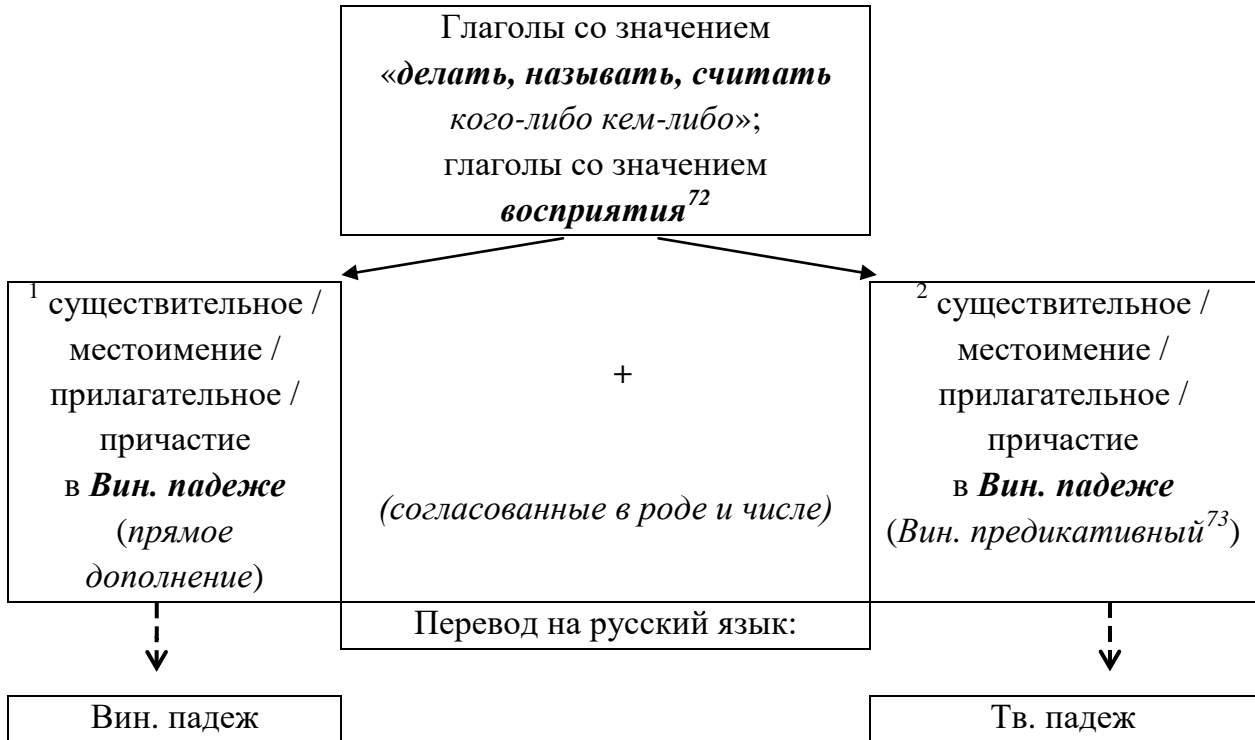 Глаголы со значением
«делать, называть, считать
кого-либо кем-либо»;
глаголы со значением
восприятия72
1 существительное /
местоимение /
прилагательное /
причастие
в Вин. падеже
(прямое
дополнение)
+
(согласованные в роде и числе)
2 существительное /
местоимение /
прилагательное /
причастие
в Вин. падеже
(Вин. предикативный73)
Перевод на русский язык:
Вин. падеж
Тв. падеж